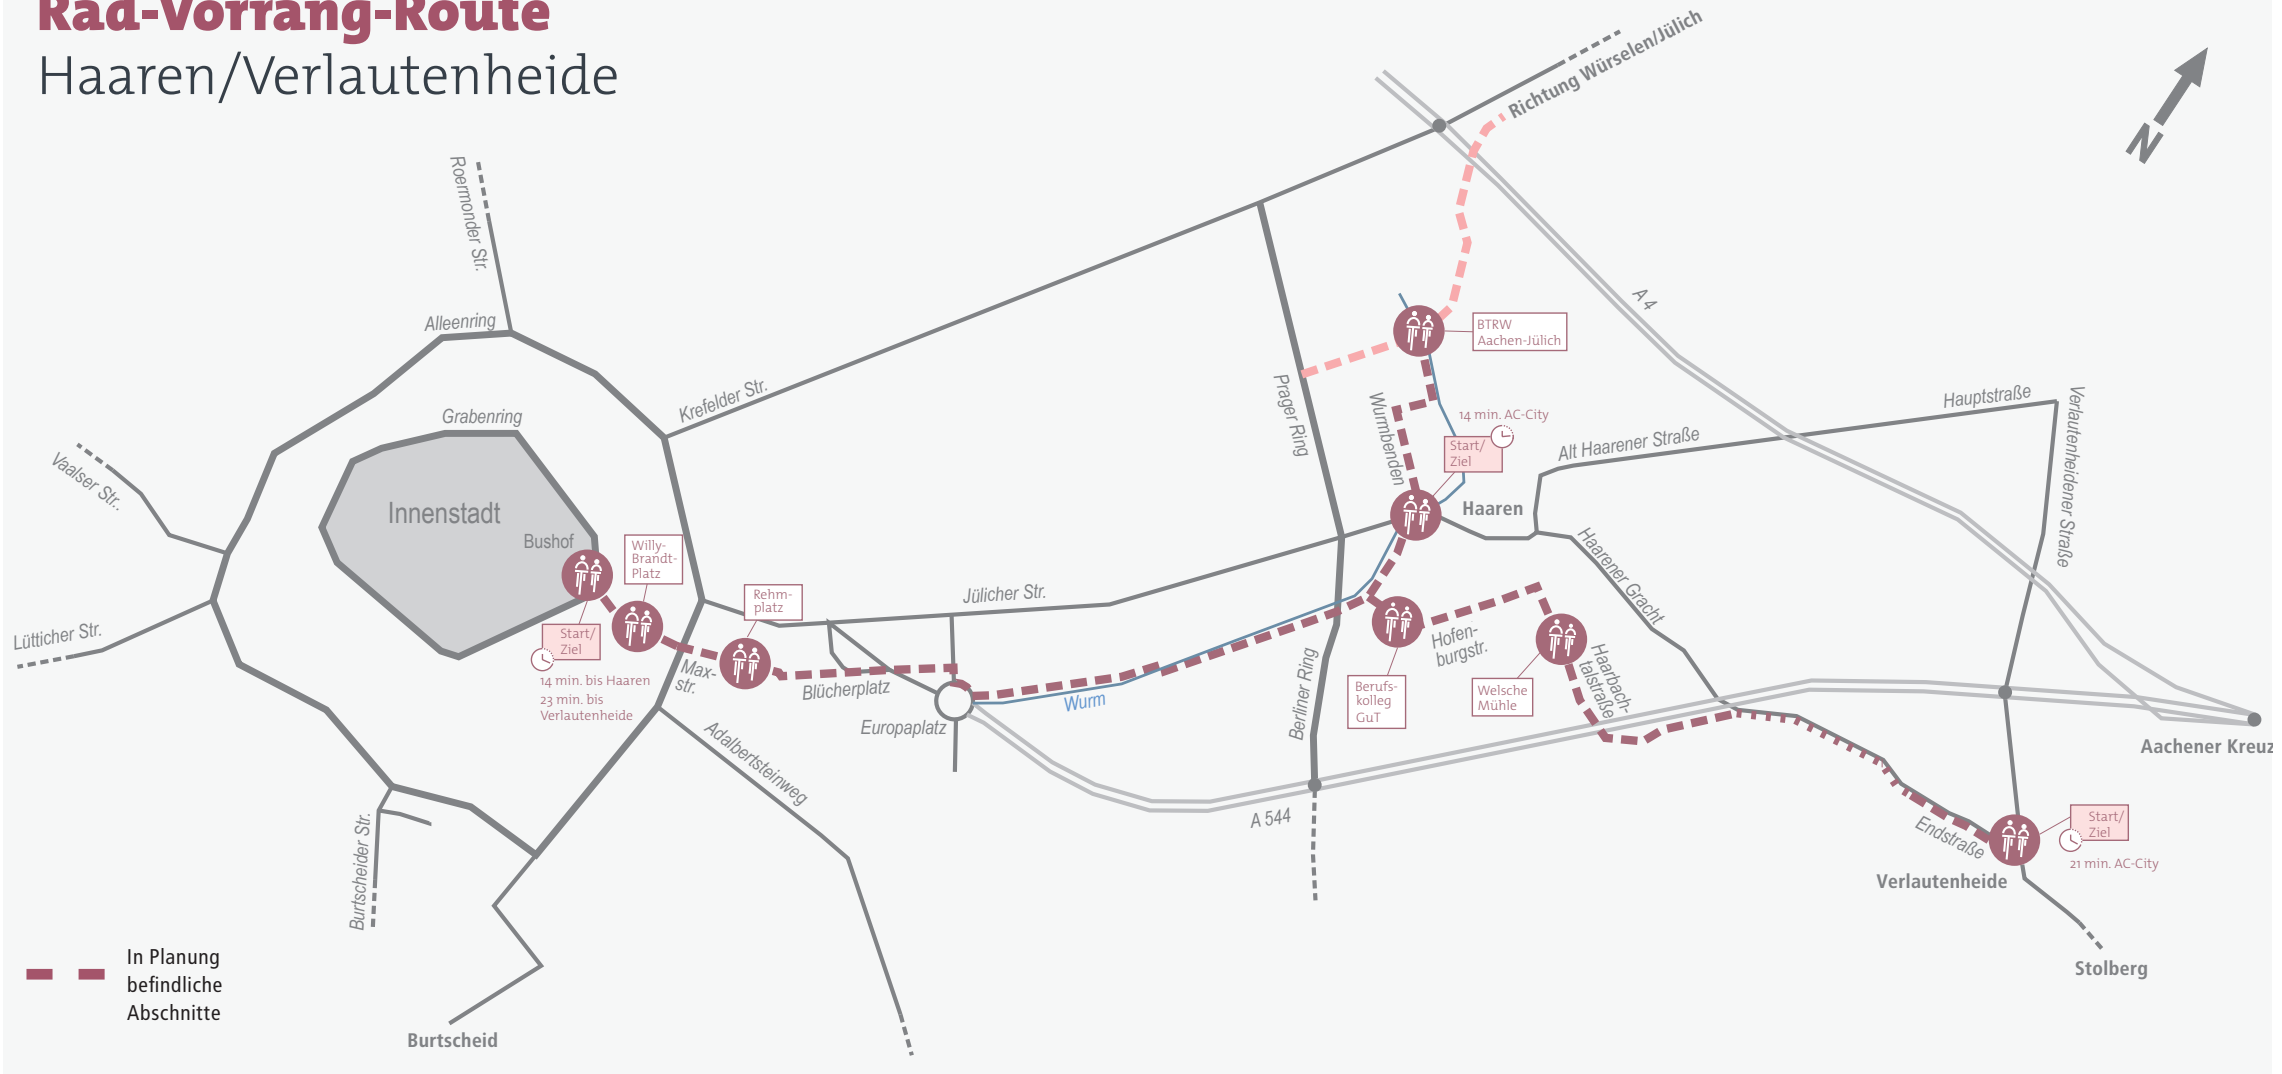 Rad-Vorrang-Route
Haaren/Verlautenheide
Richtung Würselen/Jülich
N
Roermonder Str.
Alleenring
Grabenring
Krefelder Str.
Vaalser Str.
Lütticher Str.
Innenstadt
Bushof
Willy-
Brandt-
Platz
Rehm-
platz
Start/
Ziel
14 min. bis Haaren
23 min. bis
Verlautenheide
Max-
str.
Blücherplatz
Jülicher Str.
Europaplatz
Wurm
Adalbertsteinweg
Burtscheider Str.
Burtscheid
Prager Ring
Berliner Ring
A 544
A 4
BTRW
Aachen-Jülich
Wurmbenden
14 min. AC-City
Start/
Ziel
Haaren
Alt Haarener Straße
Hauptstraße
Verlautenheidener Straße
Haarener Gracht
Hofen-
burgstr.
Haarbach-
talstraße
Berufs-
kolleg
GuT
Welsche
Mühle
Aachener Kreuz
Endstraße
Start/
Ziel
21 min. AC-City
Verlautenheide
Stolberg
In Planung
befindliche
Abschnitte